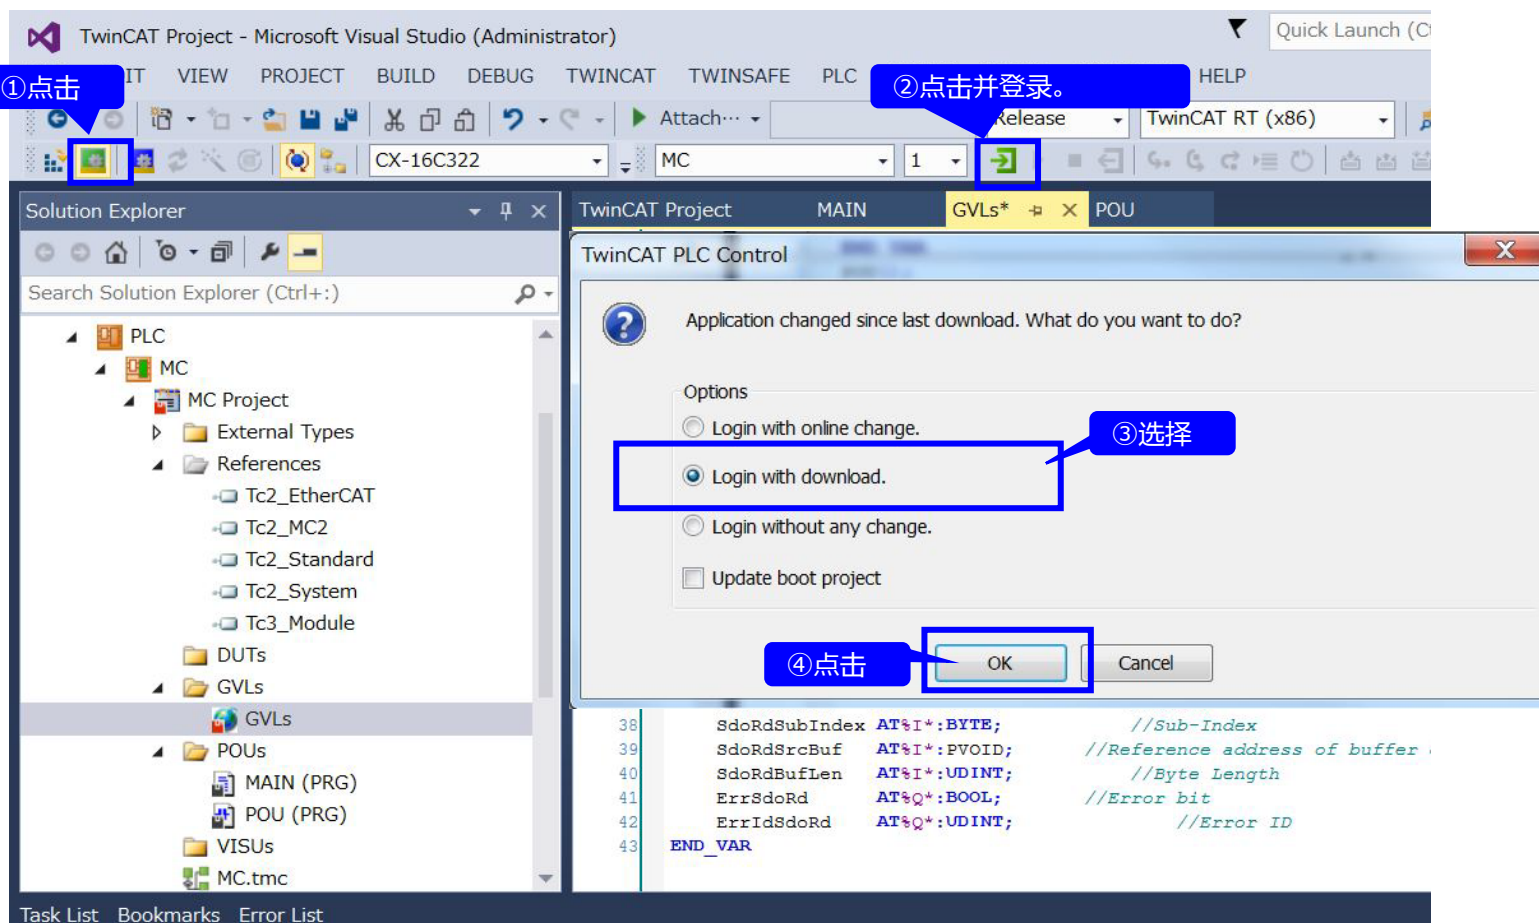 TwinCAT Project - Microsoft Visual Studio (Administrator)
Quick Launch
①点击
IT VIEW PROJECT BUILD DEBUG TWINCAT TWINSAFE PLC HELP
②点击并登录。
Attach… Release TwinCAT RT (x86)
CX-16C322 MC 1
Solution Explorer
TwinCAT Project MAIN GVLs* POU
Search Solution Explorer (Ctrl+:)
PLC
MC
MC Project
External Types
References
Tc2_EtherCAT
Tc2_MC2
Tc2_Standard
Tc2_System
Tc3_Module
DUTs
GVLs
GVLs
POUs
MAIN (PRG)
POU (PRG)
VISUs
MC.tmc
TwinCAT PLC Control
Application changed since last download. What do you want to do?
Options
Login with online change.
③选择
Login with download.
Login without any change.
Update boot project
④点击
OK Cancel
38 SdoRdSubIndex AT%I*:BYTE; //Sub-Index
39 SdoRdSrcBuf AT%I*:PVOID; //Reference address of buffer
40 SdoRdBufLen AT%I*:UDINT; //Byte Length
41 ErrSdoRd AT%Q*:BOOL; //Error bit
42 ErrIdSdoRd AT%Q*:UDINT; //Error ID
43 END_VAR
Task List Bookmarks Error List